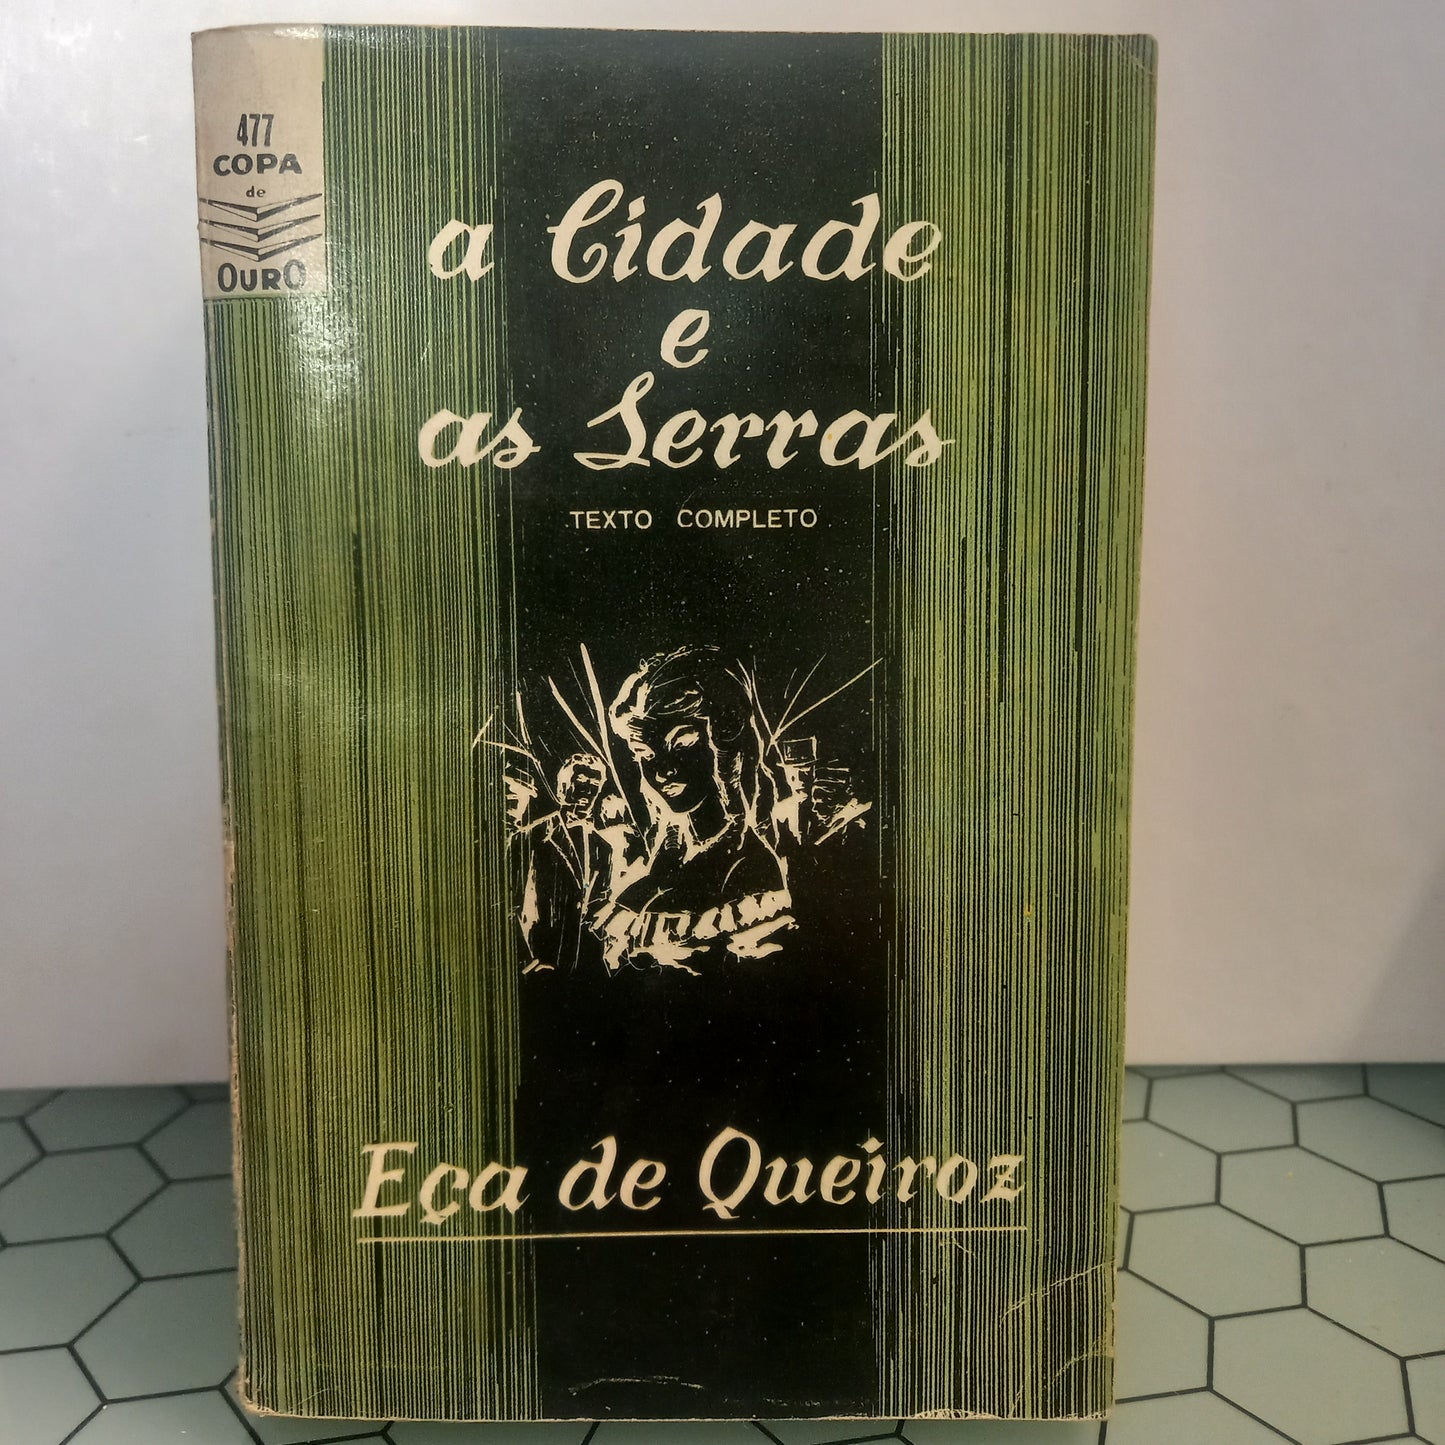 477
COPA
de
OURO
a Cidade
e
as Serras
TEXTO COMPLETO
Eça de Queiroz